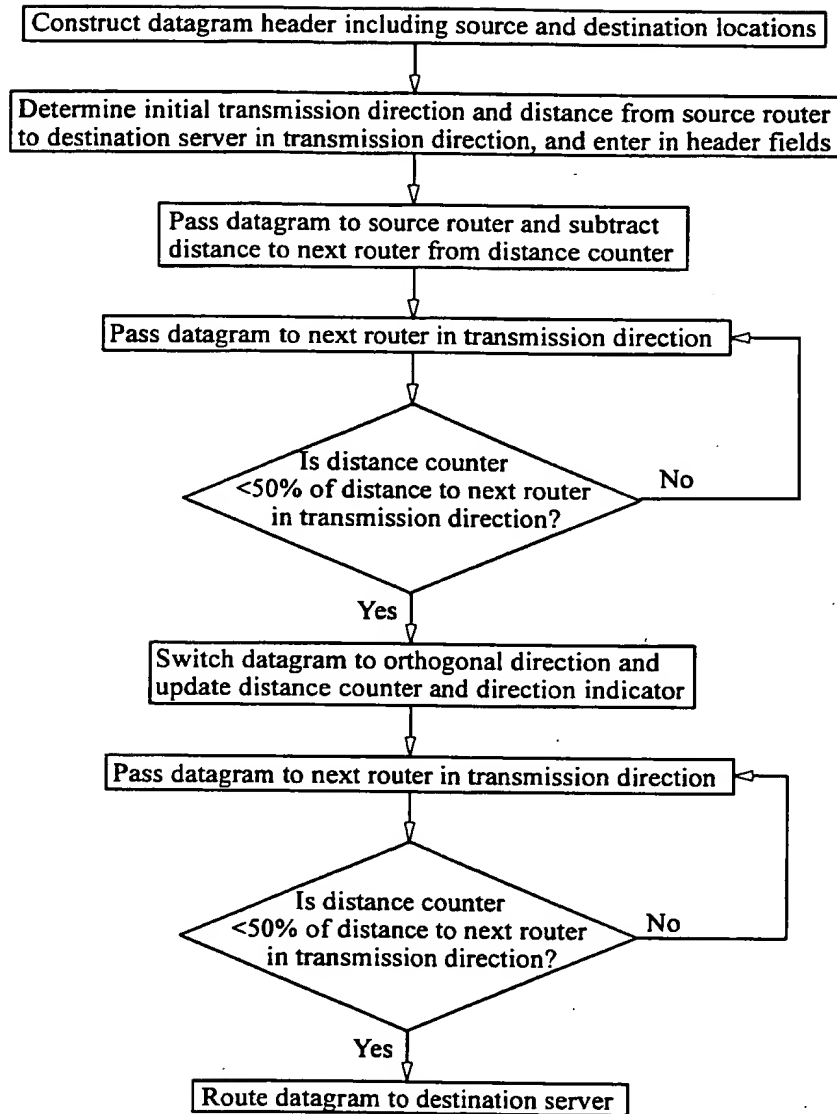 Construct datagram header including source and destination locations
Determine initial transmission direction and distance from source router
to destination server in transmission direction, and enter in header fields
Pass datagram to source router and subtract
distance to next router from distance counter
Pass datagram to next router in transmission direction
Is distance counter
<50% of distance to next router
in transmission direction?
No
Yes
Switch datagram to orthogonal direction and
update distance counter and direction indicator
Pass datagram to next router in transmission direction
Is distance counter
<50% of distance to next router
in transmission direction?
No
Yes
Route datagram to destination server